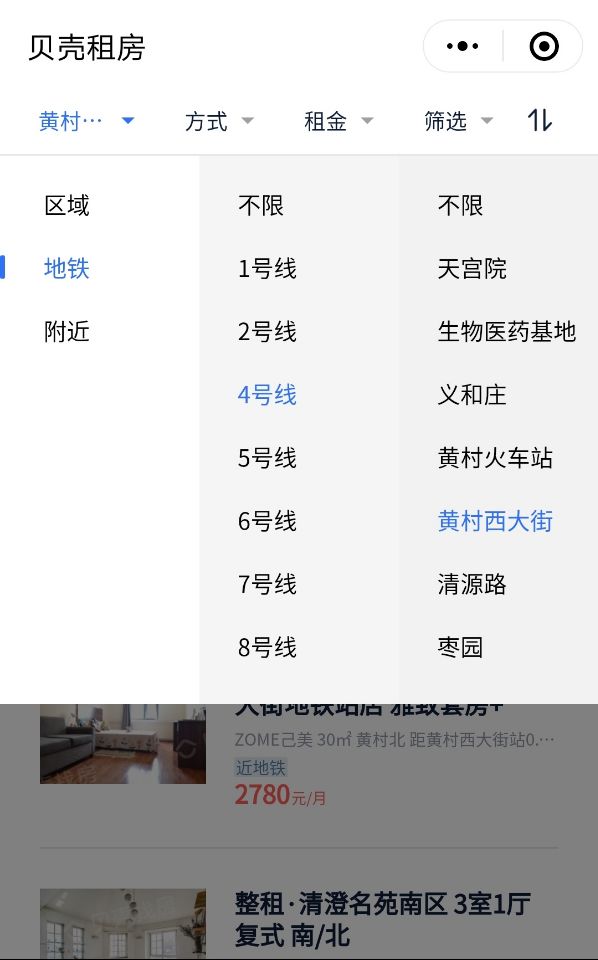 贝壳租房
黄村… 方式 租金 筛选
区域 不限 不限
地铁 1号线 天宫院
附近 2号线 生物医药基地
4号线 义和庄
5号线 黄村火车站
6号线 黄村西大街
7号线 清源路
8号线 枣园
大街地铁站店 雅致套房+
ZOME己美 30㎡ 黄村北 距黄村西大街站0.…
近地铁
2780元/月
整租·清澄名苑南区 3室1厅
复式 南/北